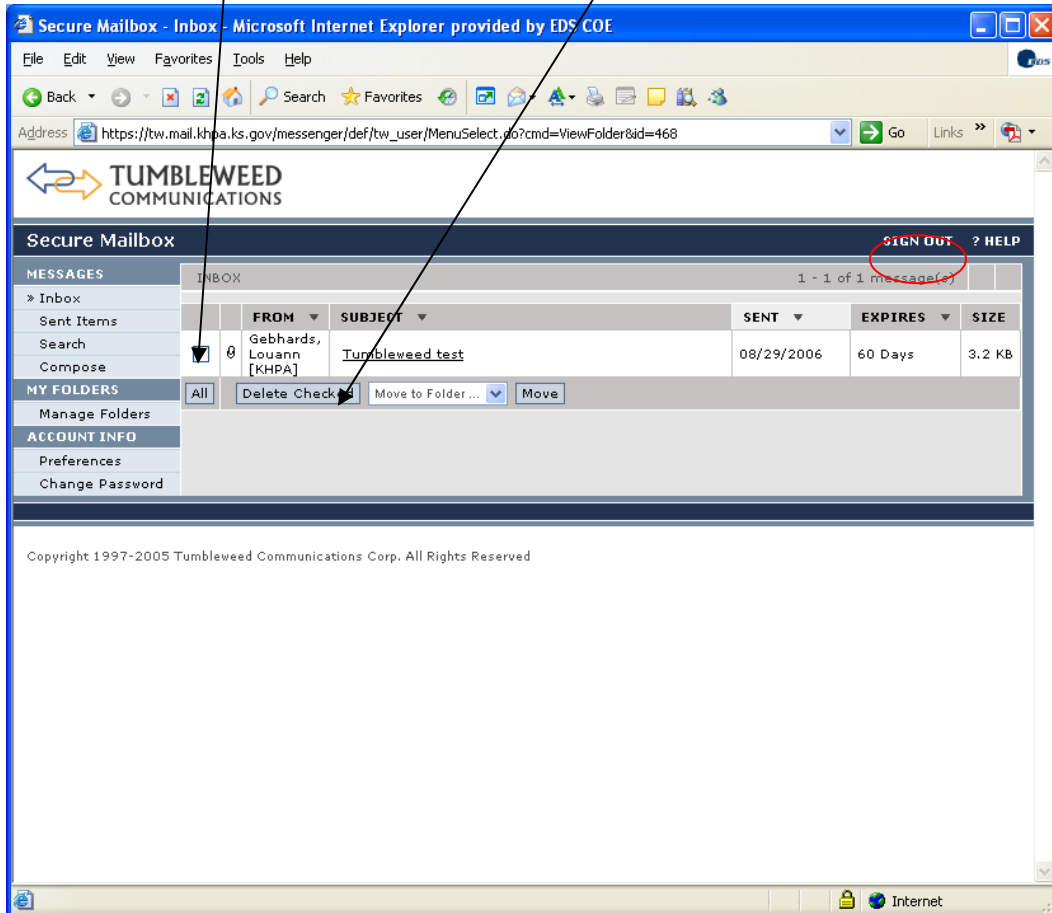 Secure Mailbox - Inbox - Microsoft Internet Explorer provided by EDS COE
File Edit View Favorites Tools Help
EDS
Back Search Favorites
Address https://tw.mail.khpa.ks.gov/messenger/def/tw_user/MenuSelect.do?cmd=ViewFolder&id=468 Go Links »
TUMBLEWEED
COMMUNICATIONS
Secure Mailbox SIGN OUT ? HELP
MESSAGES
» Inbox
Sent Items
Search
Compose
MY FOLDERS
Manage Folders
ACCOUNT INFO
Preferences
Change Password
INBOX 1 - 1 of 1 message(s)
FROM SUBJECT SENT EXPIRES SIZE
Gebhards,
Louann
[KHPA] Tumbleweed test 08/29/2006 60 Days 3.2 KB
All Delete Checked Move to Folder ... Move
Copyright 1997-2005 Tumbleweed Communications Corp. All Rights Reserved
Internet